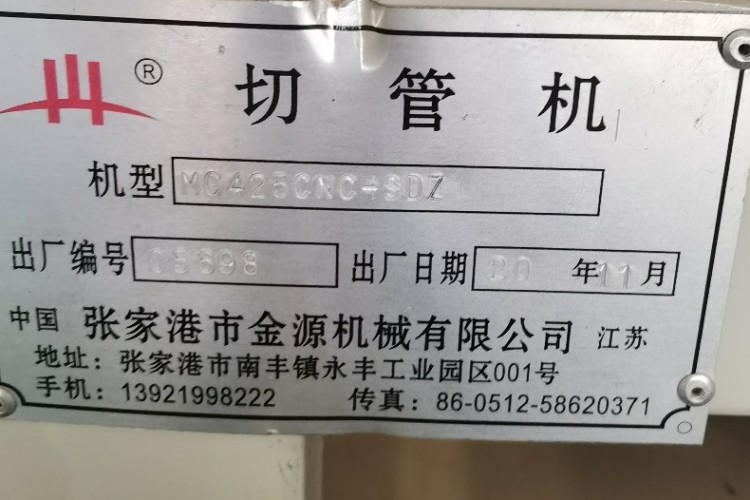 ® 切管机
机型 MC425CNC-SDZ
出厂编号 C5698 出厂日期 20 年 11 月
中国 张家港市金源机械有限公司 江苏
地址：张家港市南丰镇永丰工业园区001号
手机：13921998222 传真：86-0512-58620371